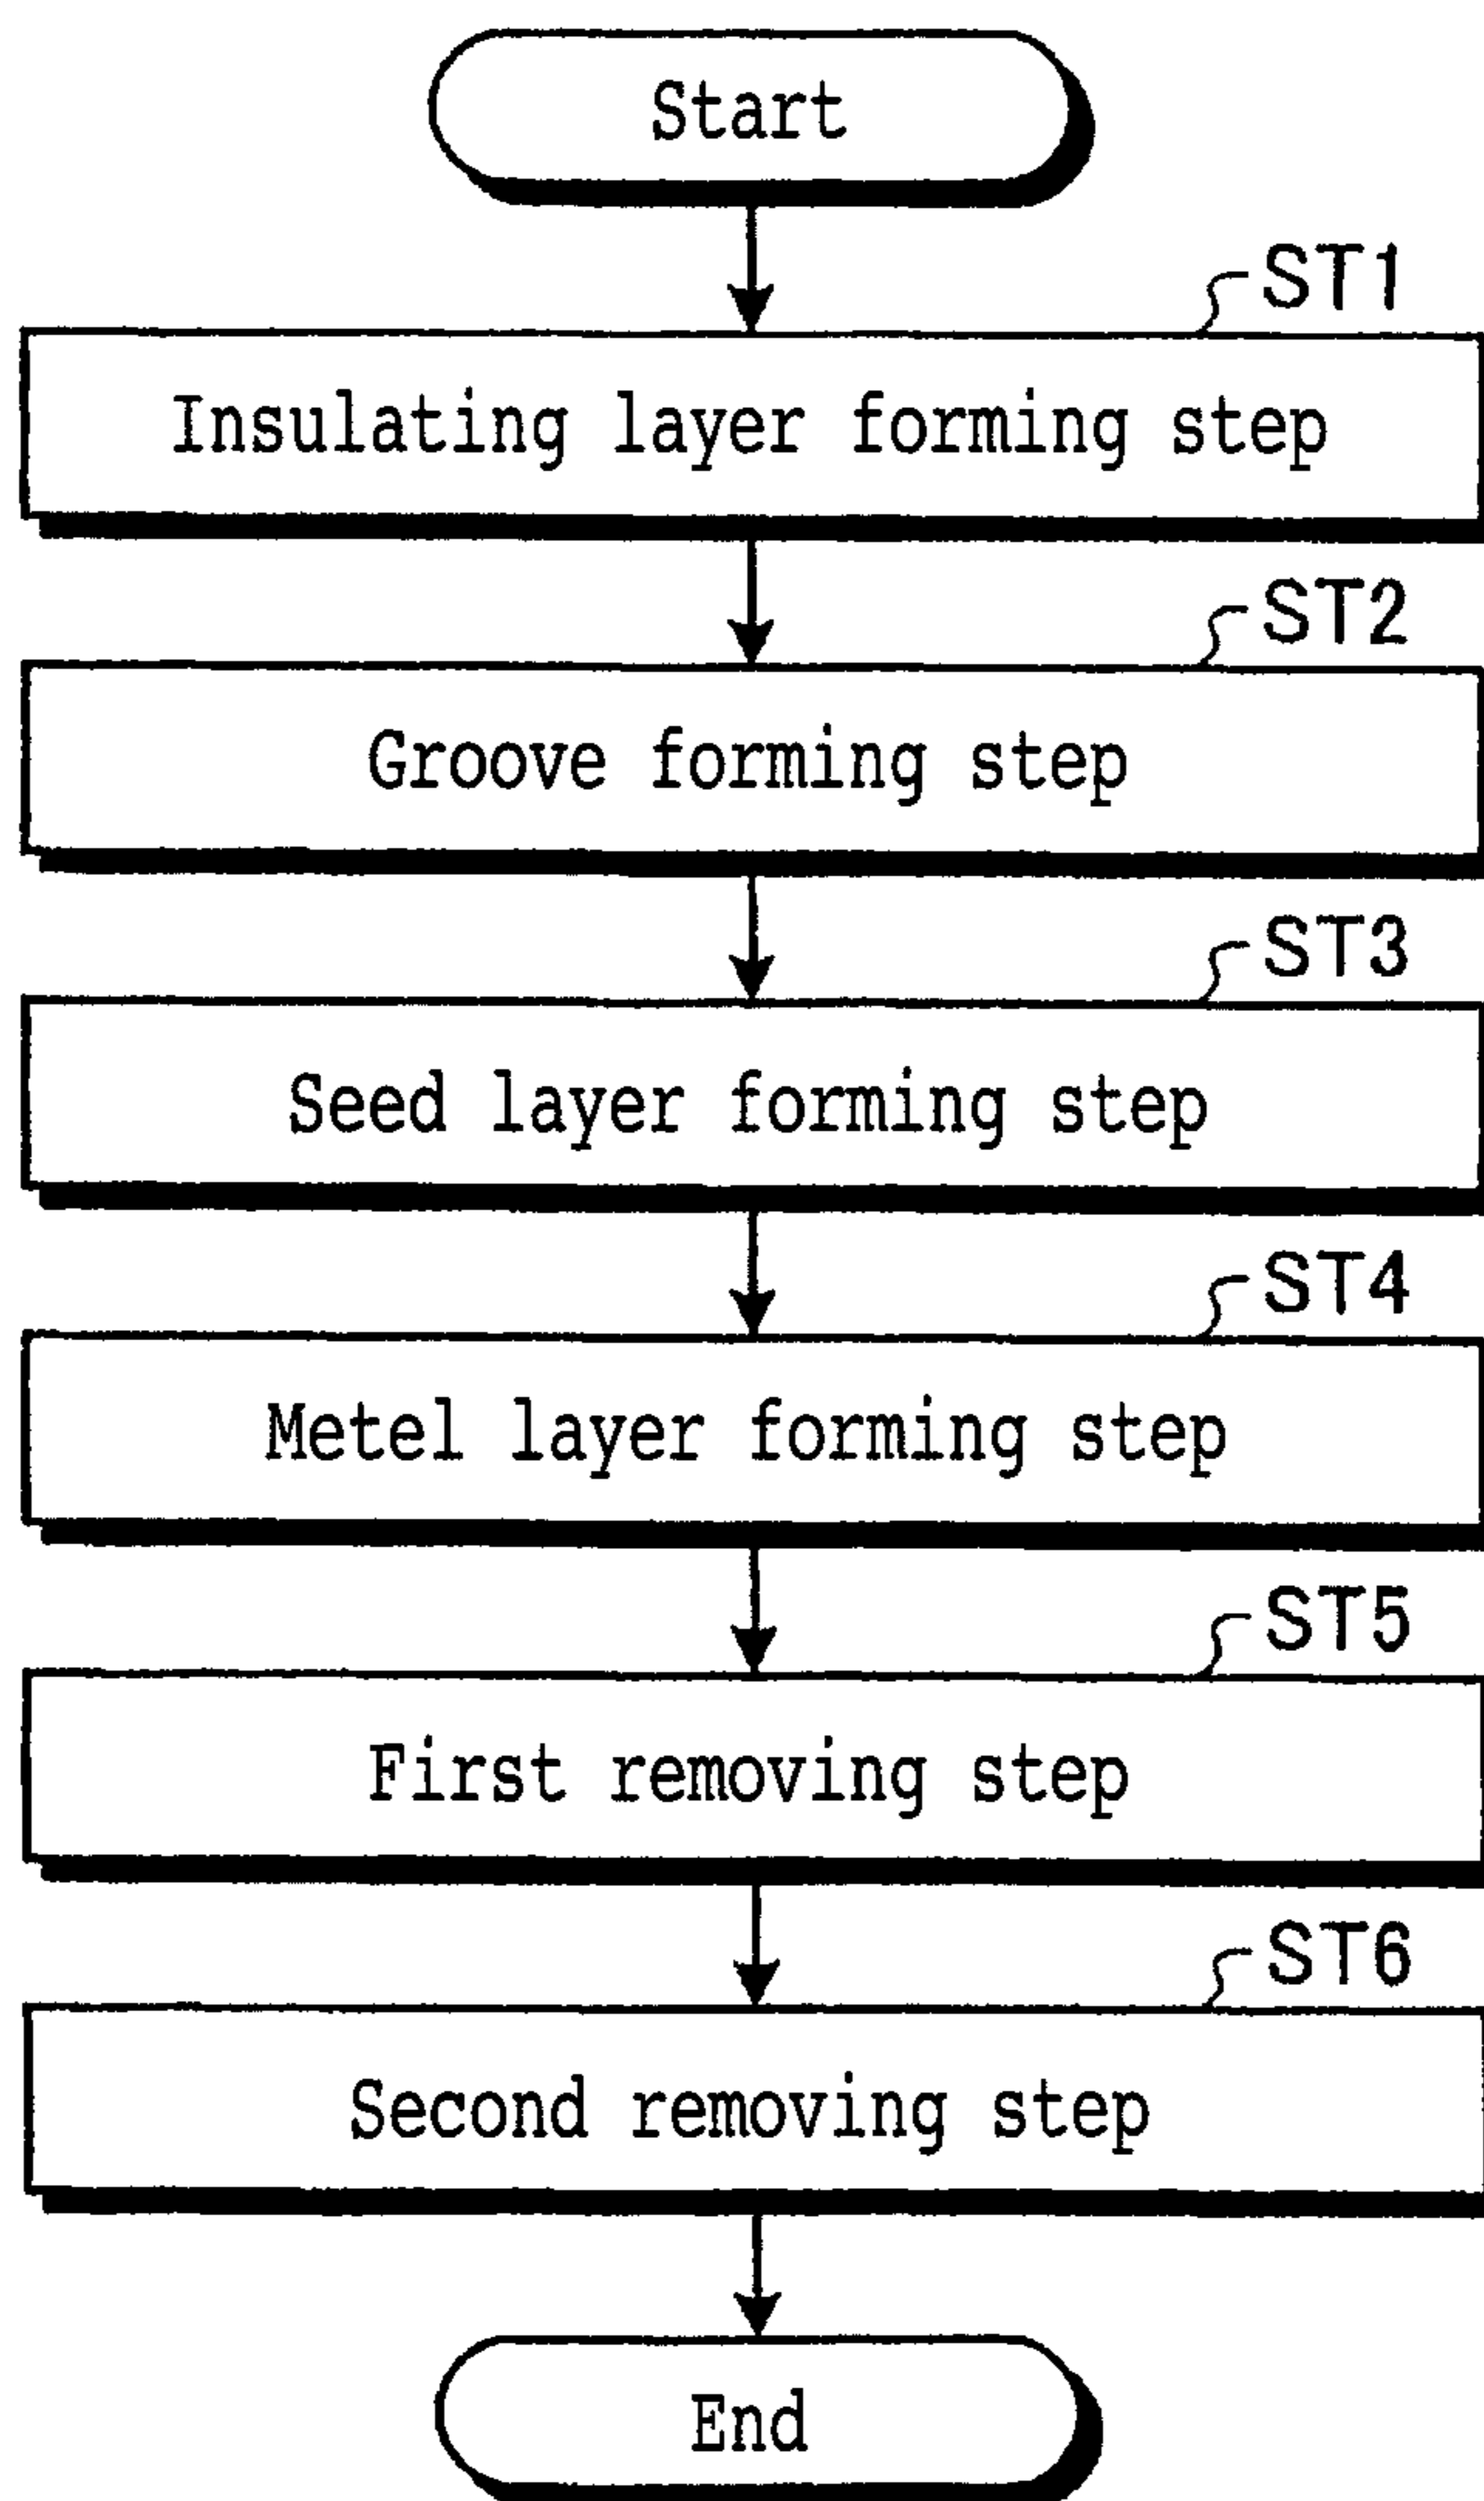 Start
ST1
Insulating layer forming step
ST2
Groove forming step
ST3
Seed layer forming step
ST4
Metel layer forming step
ST5
First removing step
ST6
Second removing step
End